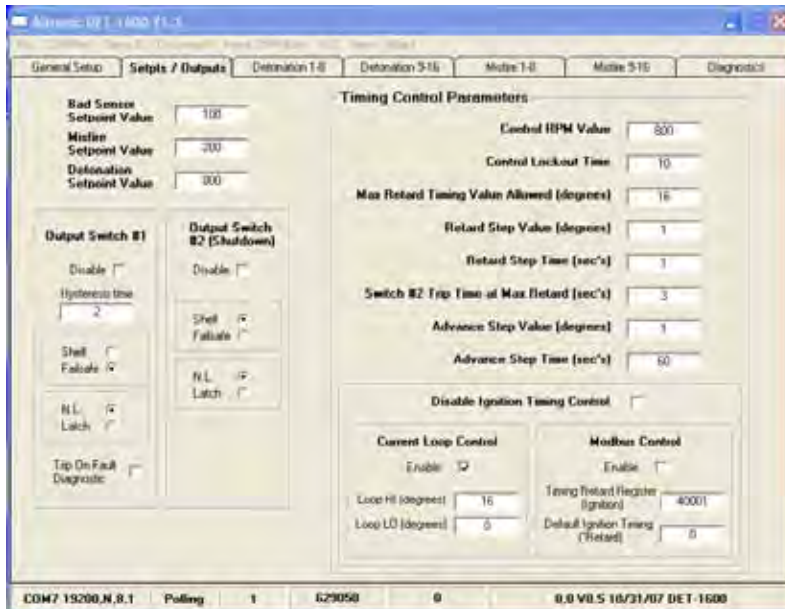 Altronic DET-1600 V1.3
General Setup
Setpts / Outputs
Detonation 1-8
Detonation 9-16
Misfire 1-8
Misfire 9-16
Diagnostics
Bad Sensor
Setpoint Value
100
Misfire
Setpoint Value
200
Detonation
Setpoint Value
Output Switch #1
Disable
Hysteresis time
2
Shelf
Failsafe
N.L.
Latch
Trip On Fault
Diagnostic
Output Switch
#2 (Shutdown)
Disable
Shelf
Failsafe
N.L.
Latch
Timing Control Parameters
Control RPM Value
800
Control Lockout Time
10
Max Retard Timing Value Allowed (degrees)
16
Retard Step Value (degrees)
1
Retard Step Time (sec's)
1
Switch #2 Trip Time at Max Retard (sec's)
3
Advance Step Value (degrees)
1
Advance Step Time (sec's)
60
Disable Ignition Timing Control
Current Loop Control
Enable
Loop HI (degrees)
16
Loop LO (degrees)
0
Modbus Control
Enable
Timing Retard Register
(Ignition)
40001
Default Ignition Timing
(°Retard)
0
COM7 19200,N,8,1
Polling
1
629050
0
0.0 V0.5 10/31/07 DET-1600